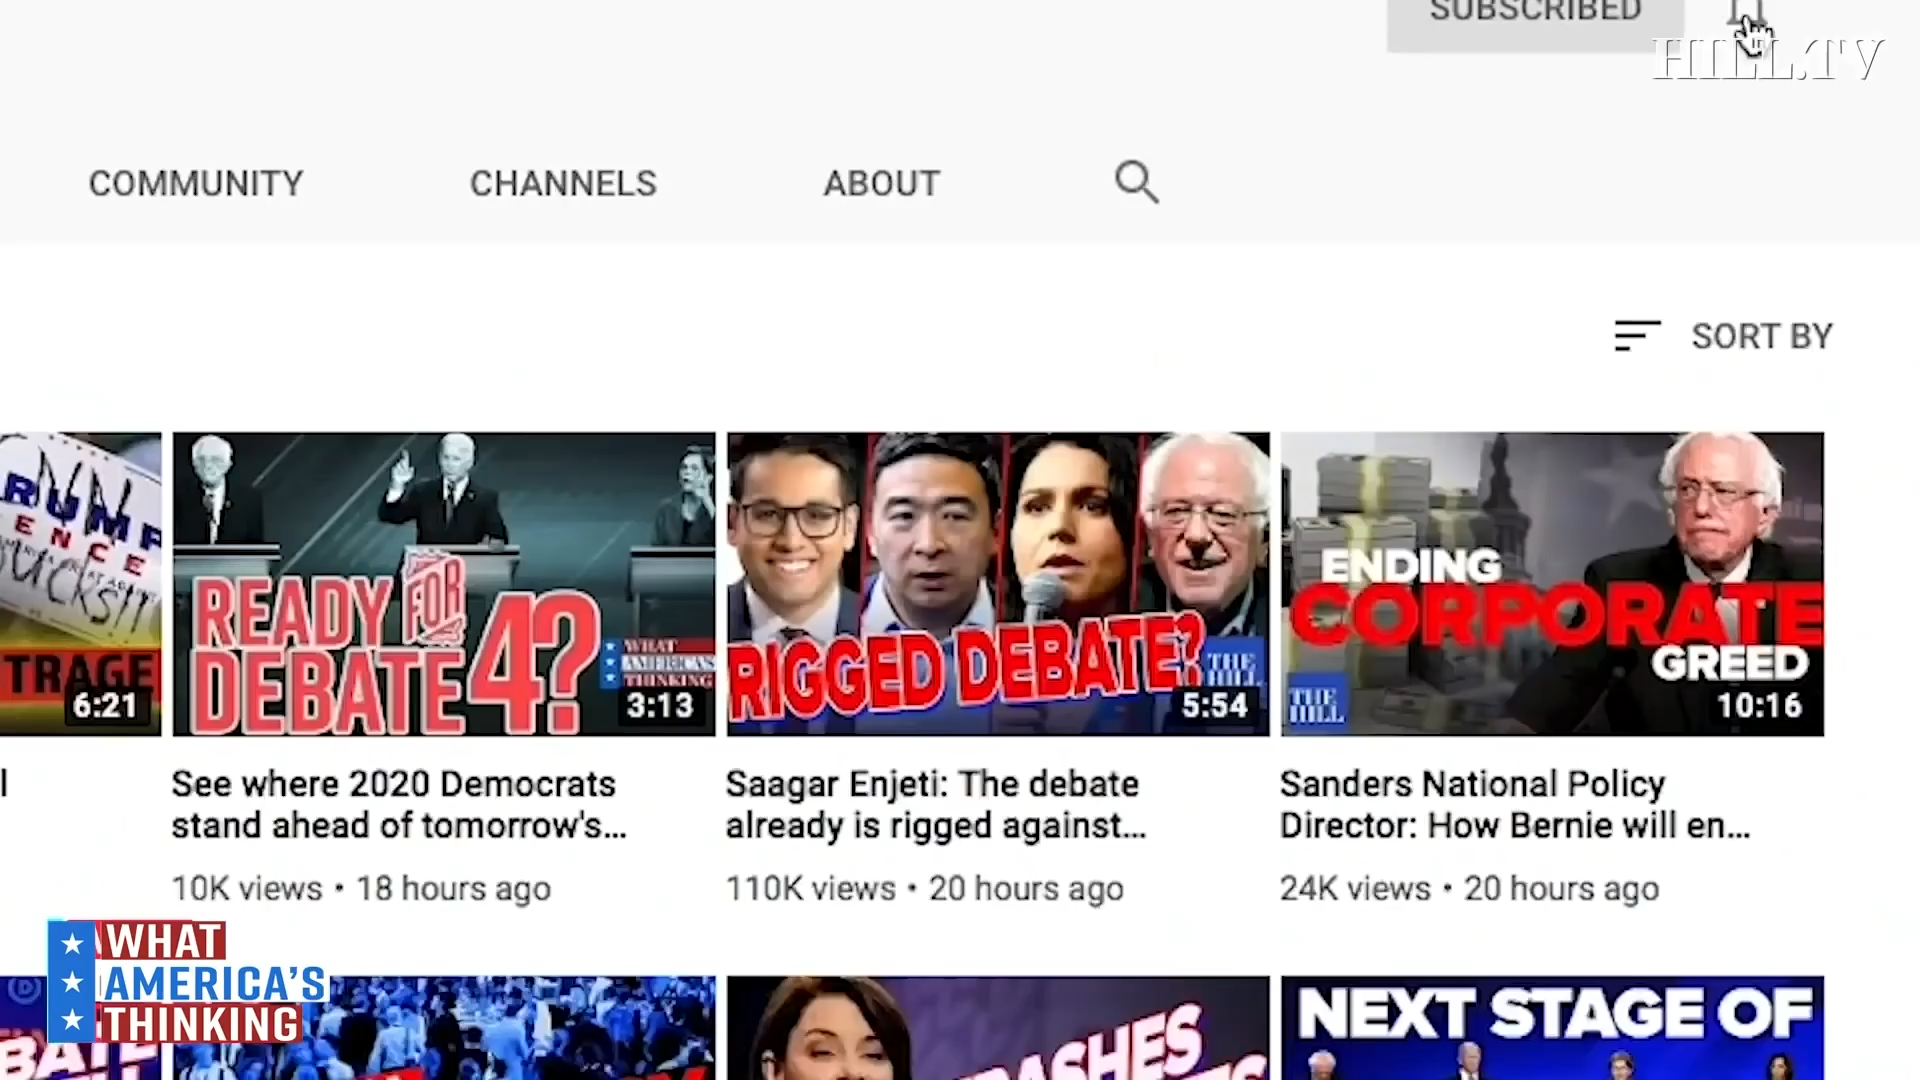 SUBSCRIBED
HILL.TV
COMMUNITY
CHANNELS
ABOUT
SORT BY
TRUMP
ENCE
TRAGE
6:21
READY FOR
DEBATE 4?
WHAT
AMERICA'S
THINKING
3:13
RIGGED DEBATE?
THE
HILL
5:54
ENDING
CORPORATE
GREED
THE
HILL
10:16
See where 2020 Democrats
stand ahead of tomorrow's...
10K views • 18 hours ago
Saagar Enjeti: The debate
already is rigged against...
110K views • 20 hours ago
Sanders National Policy
Director: How Bernie will en...
24K views • 20 hours ago
WHAT
AMERICA'S
THINKING
NEXT STAGE OF